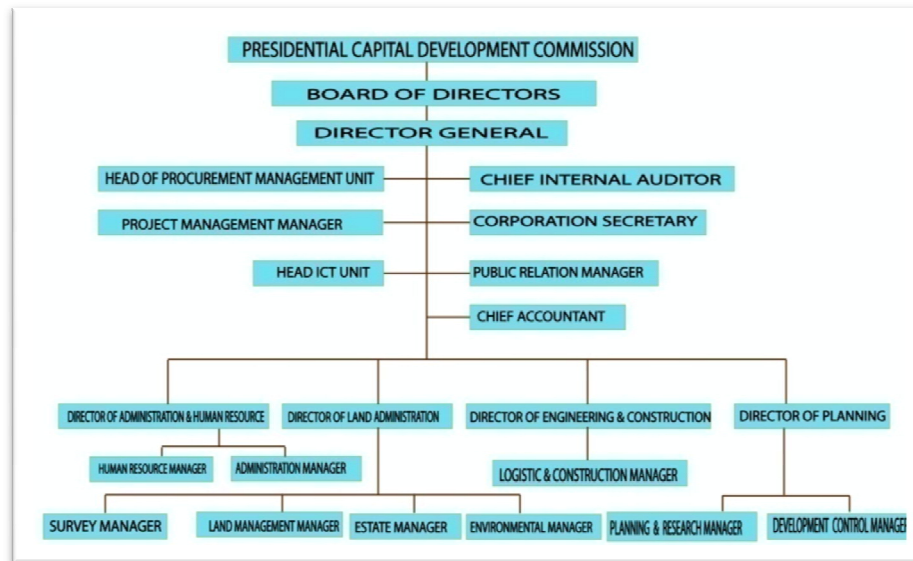 PRESIDENTIAL CAPITAL DEVELOPMENT COMMISSION
BOARD OF DIRECTORS
DIRECTOR GENERAL
HEAD OF PROCUREMENT MANAGEMENT UNIT
CHIEF INTERNAL AUDITOR
PROJECT MANAGEMENT MANAGER
CORPORATION SECRETARY
HEAD ICT UNIT
PUBLIC RELATION MANAGER
CHIEF ACCOUNTANT
DIRECTOR OF ADMINISTRATION & HUMAN RESOURCE
DIRECTOR OF LAND ADMINISTRATION
DIRECTOR OF ENGINEERING & CONSTRUCTION
DIRECTOR OF PLANNING
HUMAN RESOURCE MANAGER
ADMINISTRATION MANAGER
LOGISTIC & CONSTRUCTION MANAGER
SURVEY MANAGER
LAND MANAGEMENT MANAGER
ESTATE MANAGER
ENVIRONMENTAL MANAGER
PLANNING & RESEARCH MANAGER
DEVELOPMENT CONTROL MANAGER